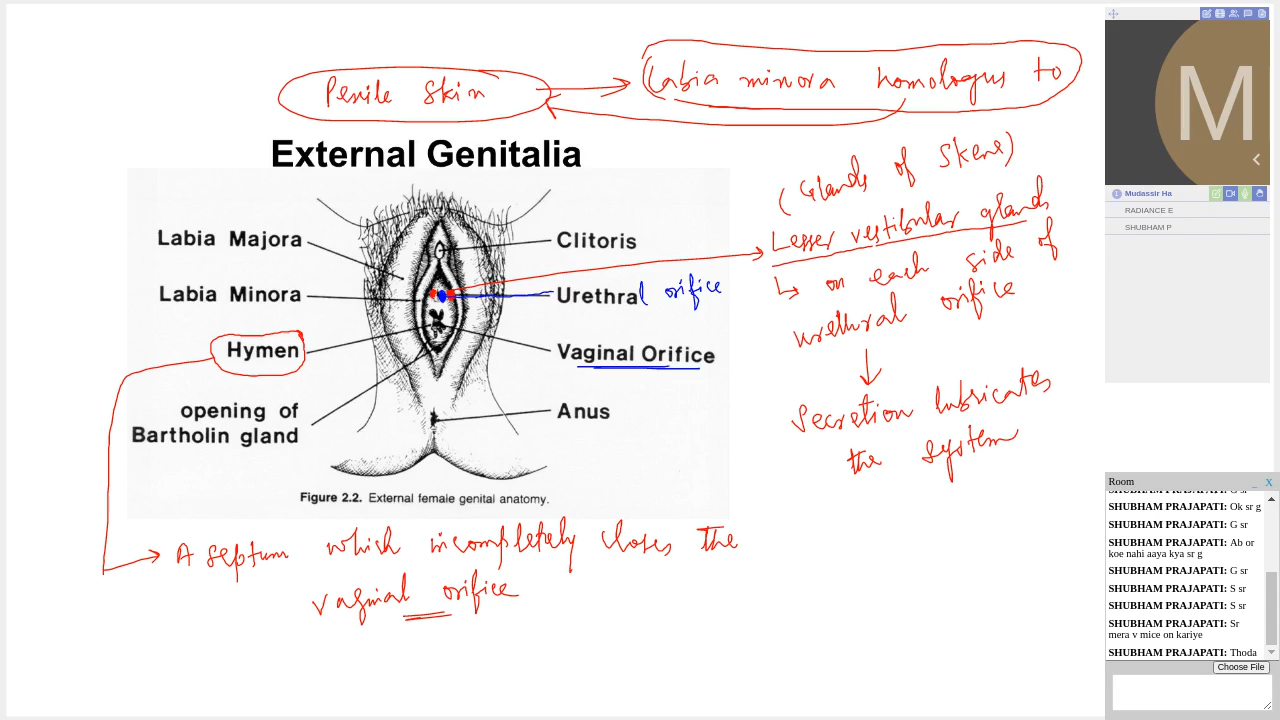 Penile Skin
Labia minora homologus to
External Genitalia
(Glands of Skene)
Lesser vestibular glands
on each side of
urethral orifice
Secretion lubricates
the system
Labia Majora
Labia Minora
Hymen
opening of
Bartholin gland
Clitoris
Urethral orifice
Vaginal Orifice
Anus
Figure 2.2. External female genital anatomy.
A septum which incompletely closes the
vaginal orifice
M
1 Mudassir Ha
RADIANCE E
SHUBHAM P
Room
_ X
SHUBHAM PRAJAPATI: Ok sr g
SHUBHAM PRAJAPATI: G sr
SHUBHAM PRAJAPATI: Ab or
koe nahi aaya kya sr g
SHUBHAM PRAJAPATI: G sr
SHUBHAM PRAJAPATI: S sr
SHUBHAM PRAJAPATI: S sr
SHUBHAM PRAJAPATI: Sr
mera v mice on kariye
SHUBHAM PRAJAPATI: Thoda
Choose File